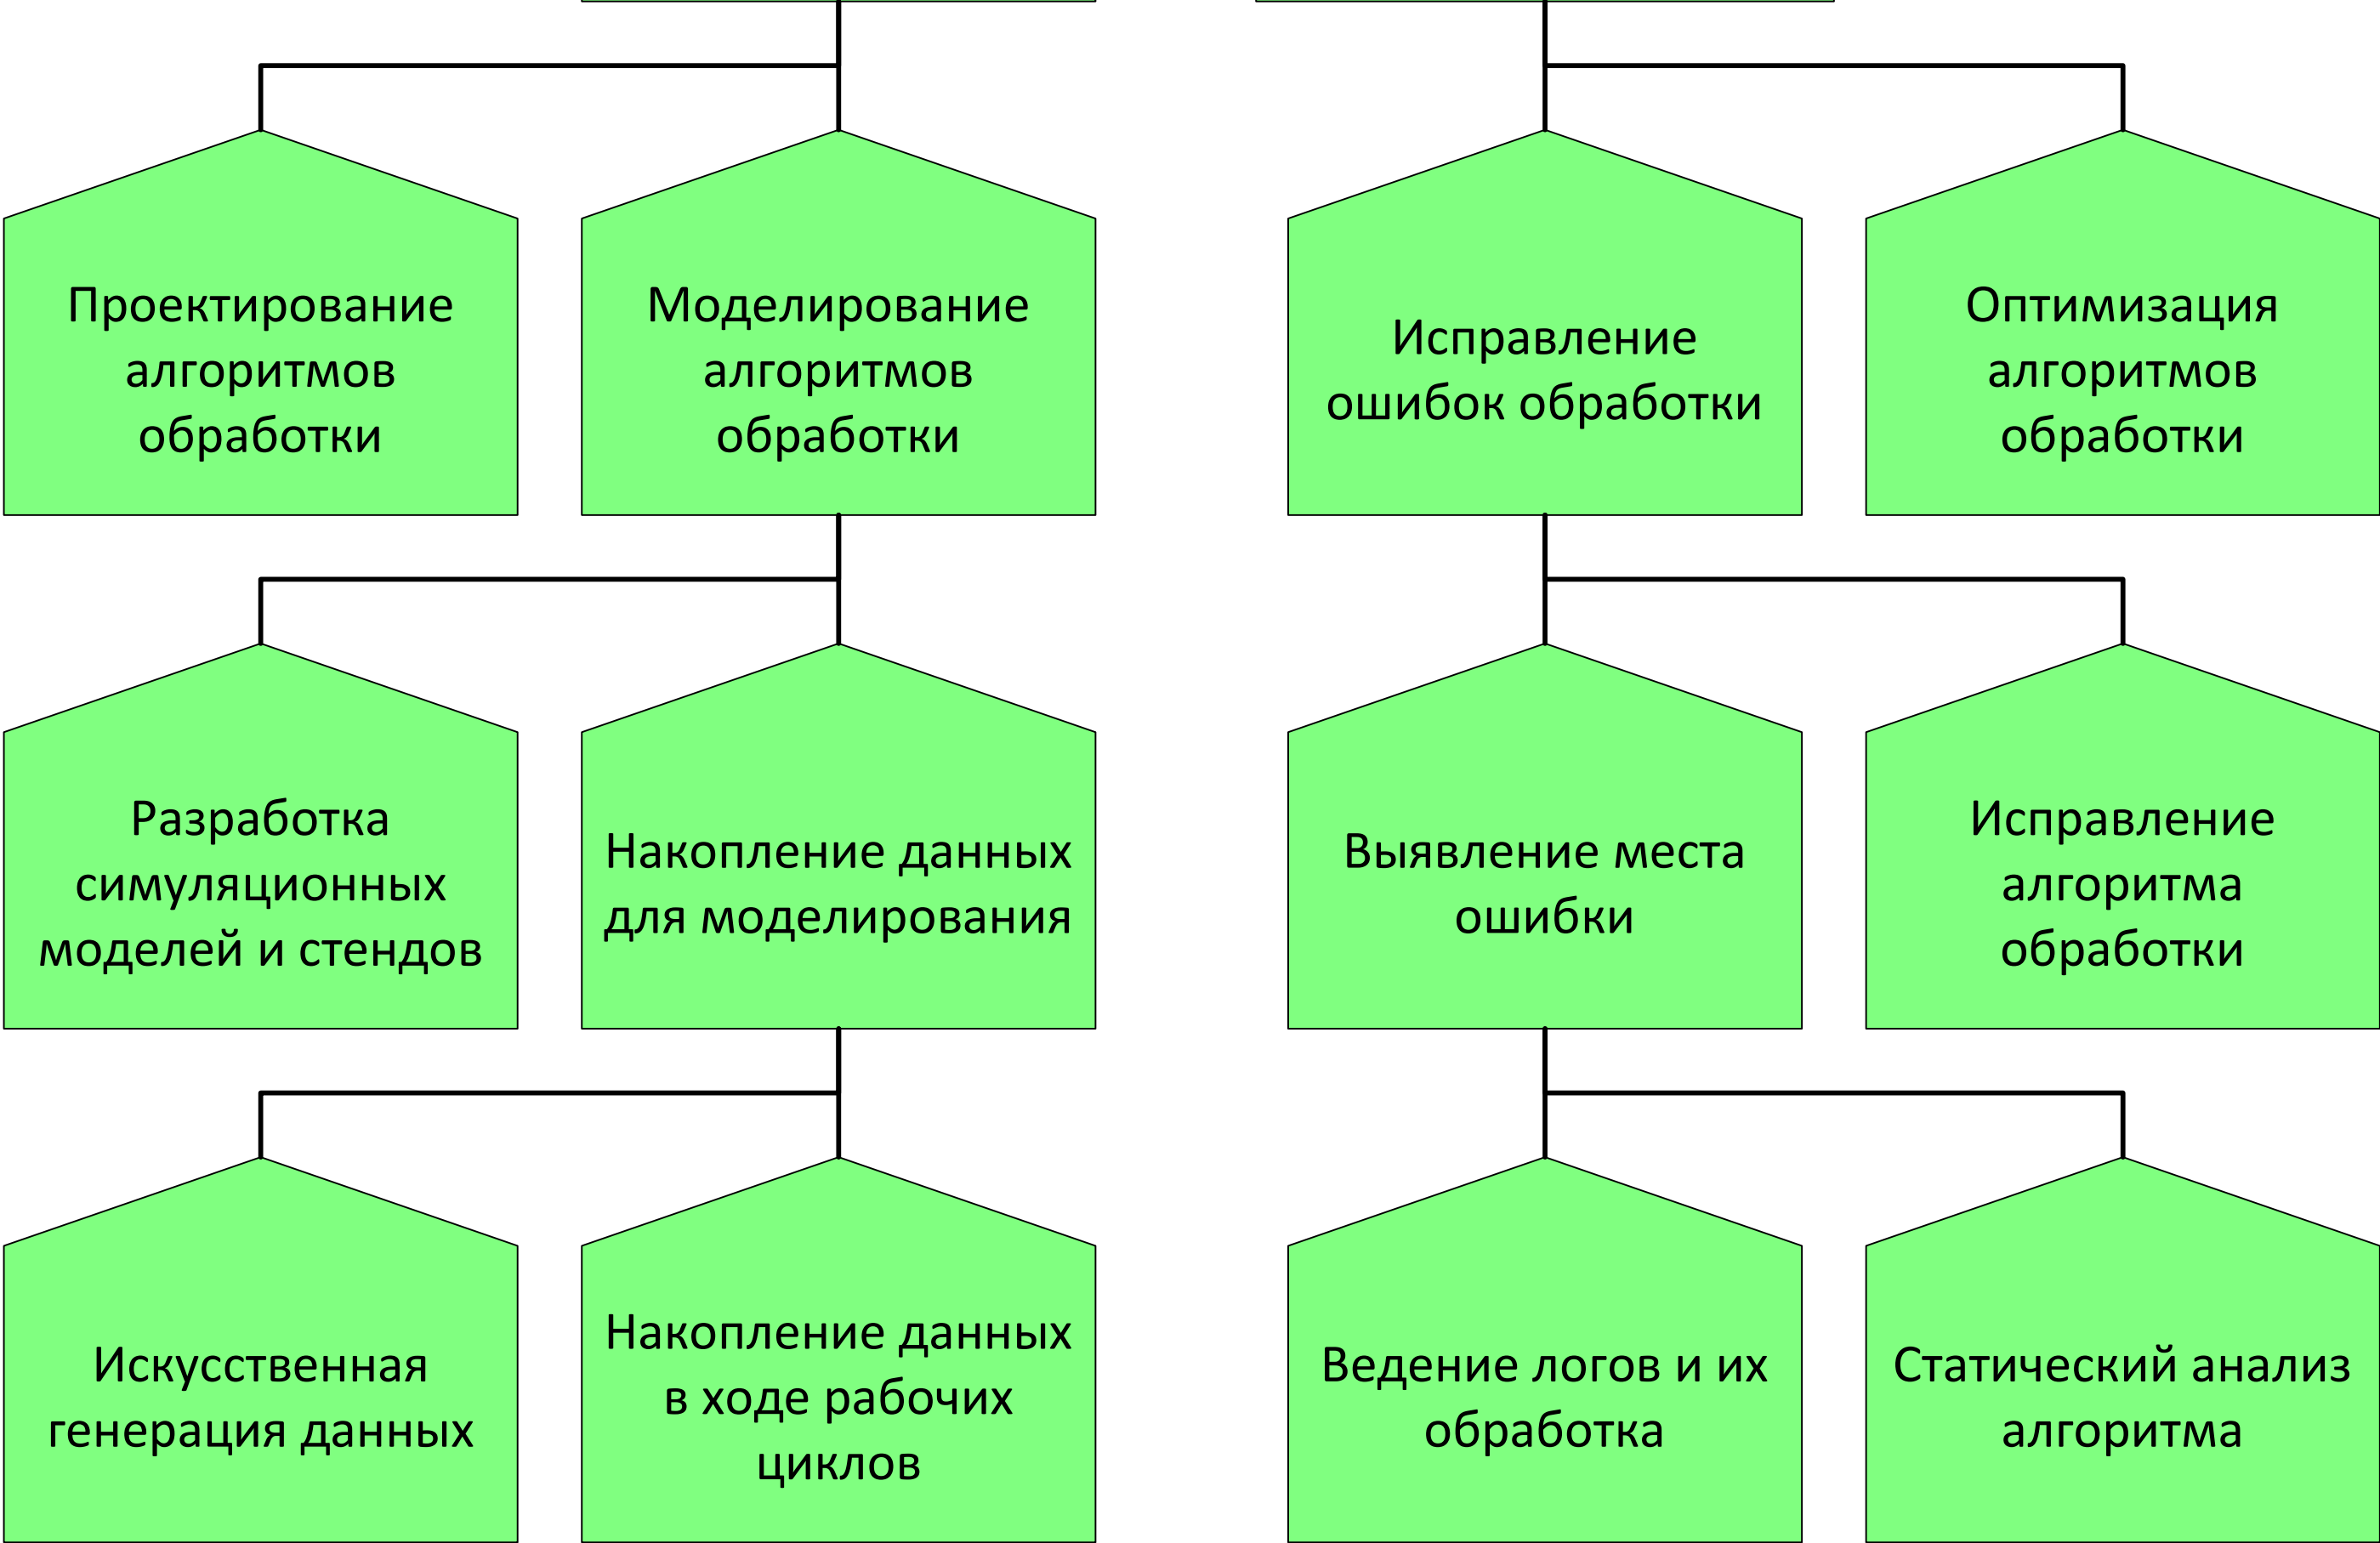 Проектирование
алгоритмов
обработки
Моделирование
алгоритмов
обработки
Исправление
ошибок обработки
Оптимизация
алгоритмов
обработки
Разработка
симуляционных
моделей и стендов
Накопление данных
для моделирования
Выявление места
ошибки
Исправление
алгоритма
обработки
Искусственная
генерация данных
Накопление данных
в ходе рабочих
циклов
Ведение логов и их
обработка
Статический анализ
алгоритма